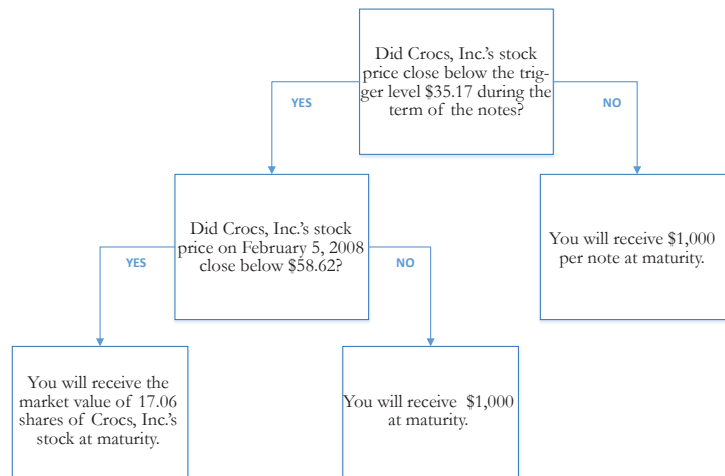 Did Crocs, Inc.'s stock
price close below the trig-
ger level $35.17 during the
term of the notes?
YES
NO
Did Crocs, Inc.'s stock
price on February 5, 2008
close below $58.62?
You will receive $1,000
per note at maturity.
YES
NO
You will receive the
market value of 17.06
shares of Crocs, Inc.'s
stock at maturity.
You will receive $1,000
at maturity.